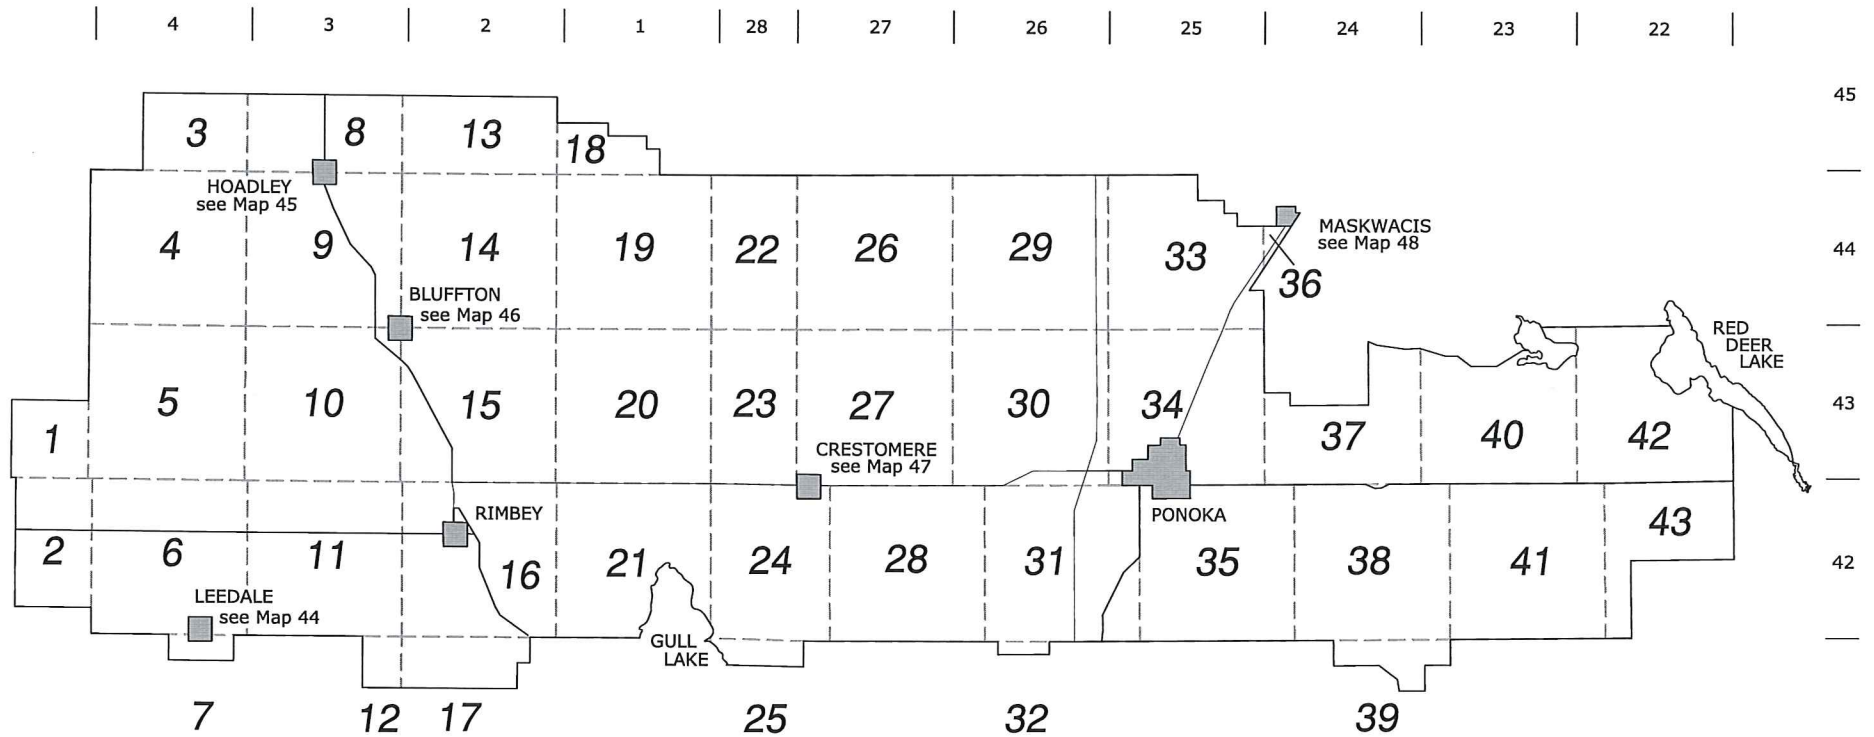 4 3 2 1 28 27 26 25 24 23 22
45
3 8 13 18
HOADLEY
see Map 45
MASKWACIS
see Map 48
4 9 14 19 22 26 29 33 36
44
BLUFFTON
see Map 46
RED
DEER
LAKE
1 5 10 15 20 23 27 30 34 37 40 42
43
CRESTOMERE
see Map 47
RIMBEY
PONOKA
2 6 11 16 21 24 28 31 35 38 41 43
42
LEEDALE
see Map 44
GULL
LAKE
7 12 17 25 32 39